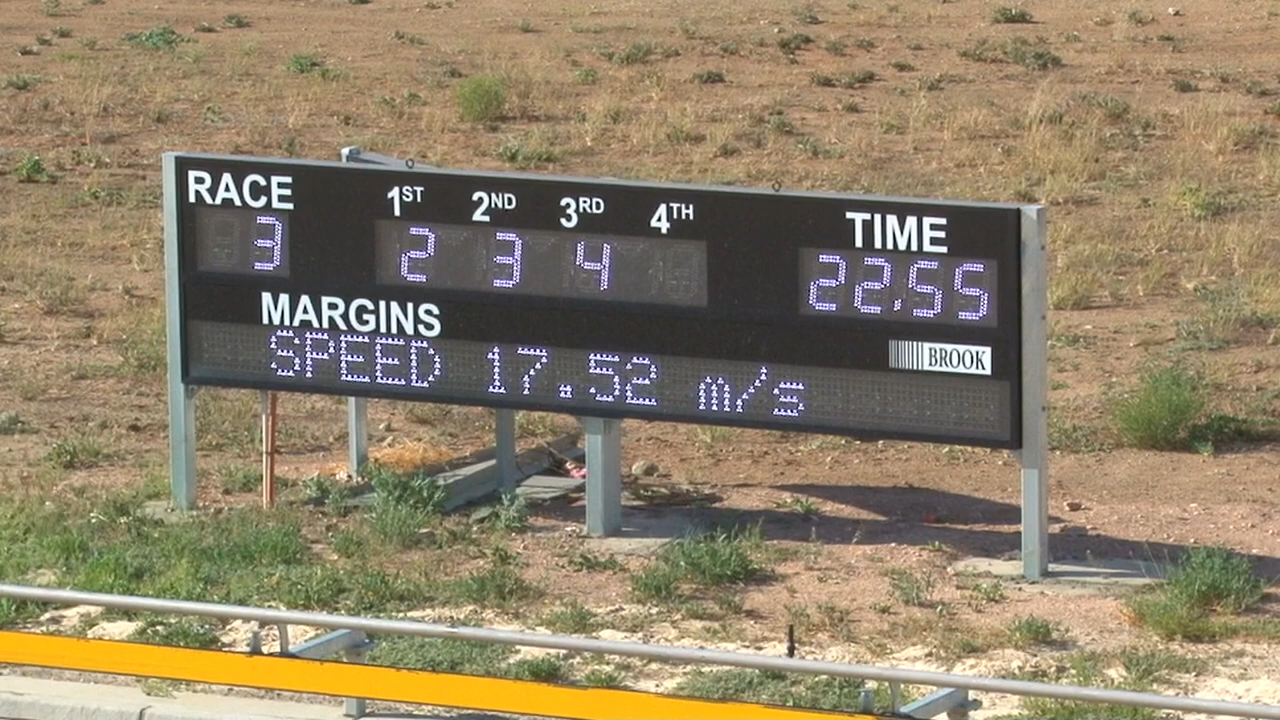 RACE 1ST 2ND 3RD 4TH TIME
3 2 3 4 22.55
MARGINS
BROOK
SPEED 17.52 m/s